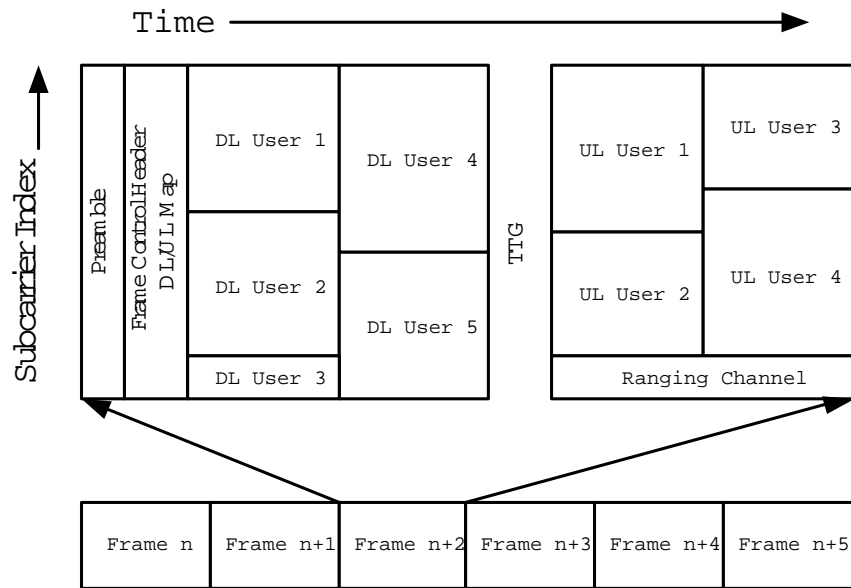 Time
Subcarrier Index
Preamble
Frame Control Header
DL/UL Map
DL User 1
DL User 2
DL User 3
DL User 4
DL User 5
TTG
UL User 1
UL User 2
UL User 3
UL User 4
Ranging Channel
Frame n
Frame n+1
Frame n+2
Frame n+3
Frame n+4
Frame n+5